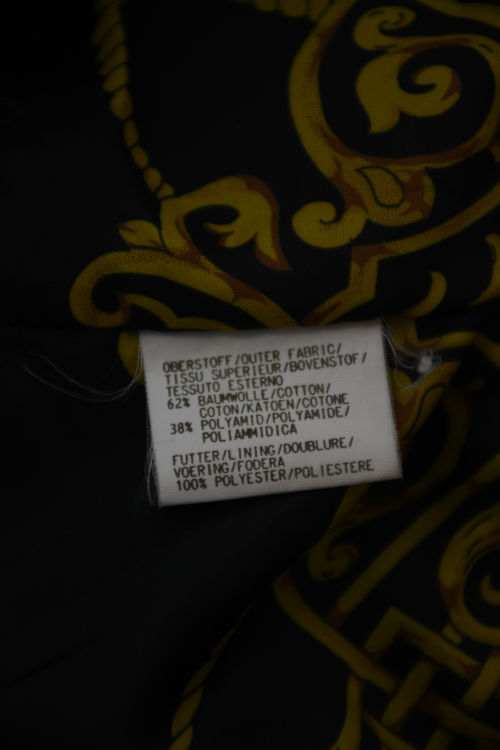 OBERSTOFF/OUTER FABRIC/
TISSU SUPERIEUR/BOVENSTOF/
TESSUTO ESTERNO
62% BAUMWOLLE/COTTON/
COTON/KATOEN/COTONE
38% POLYAMID/POLYAMIDE/
POLIAMMIDICA
FUTTER/LINING/DOUBLURE/
VOERING/FODERA
100% POLYESTER/POLIESTERE